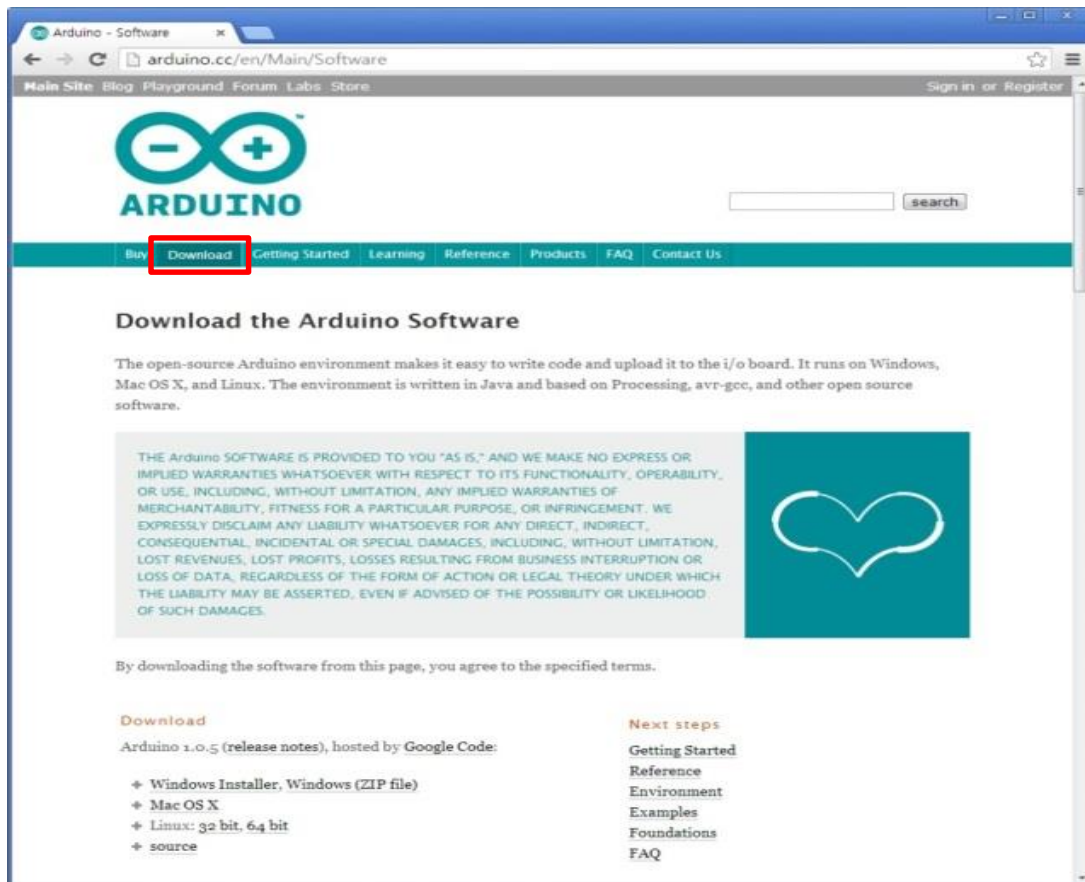 Arduino - Software
arduino.cc/en/Main/Software
Main Site Blog Playground Forum Labs Store Sign in or Register
ARDUINO
search
Buy Download Getting Started Learning Reference Products FAQ Contact Us
Download the Arduino Software
The open-source Arduino environment makes it easy to write code and upload it to the i/o board. It runs on Windows,
Mac OS X, and Linux. The environment is written in Java and based on Processing, avr-gcc, and other open source
software.
THE Arduino SOFTWARE IS PROVIDED TO YOU "AS IS," AND WE MAKE NO EXPRESS OR
IMPLIED WARRANTIES WHATSOEVER WITH RESPECT TO ITS FUNCTIONALITY, OPERABILITY,
OR USE, INCLUDING, WITHOUT LIMITATION, ANY IMPLIED WARRANTIES OF
MERCHANTABILITY, FITNESS FOR A PARTICULAR PURPOSE, OR INFRINGEMENT. WE
EXPRESSLY DISCLAIM ANY LIABILITY WHATSOEVER FOR ANY DIRECT, INDIRECT,
CONSEQUENTIAL, INCIDENTAL OR SPECIAL DAMAGES, INCLUDING, WITHOUT LIMITATION,
LOST REVENUES, LOST PROFITS, LOSSES RESULTING FROM BUSINESS INTERRUPTION OR
LOSS OF DATA, REGARDLESS OF THE FORM OF ACTION OR LEGAL THEORY UNDER WHICH
THE LIABILITY MAY BE ASSERTED, EVEN IF ADVISED OF THE POSSIBILITY OR LIKELIHOOD
OF SUCH DAMAGES.
By downloading the software from this page, you agree to the specified terms.
Download
Arduino 1.0.5 (release notes), hosted by Google Code:
Windows Installer, Windows (ZIP file)
Mac OS X
Linux: 32 bit, 64 bit
source
Next steps
Getting Started
Reference
Environment
Examples
Foundations
FAQ